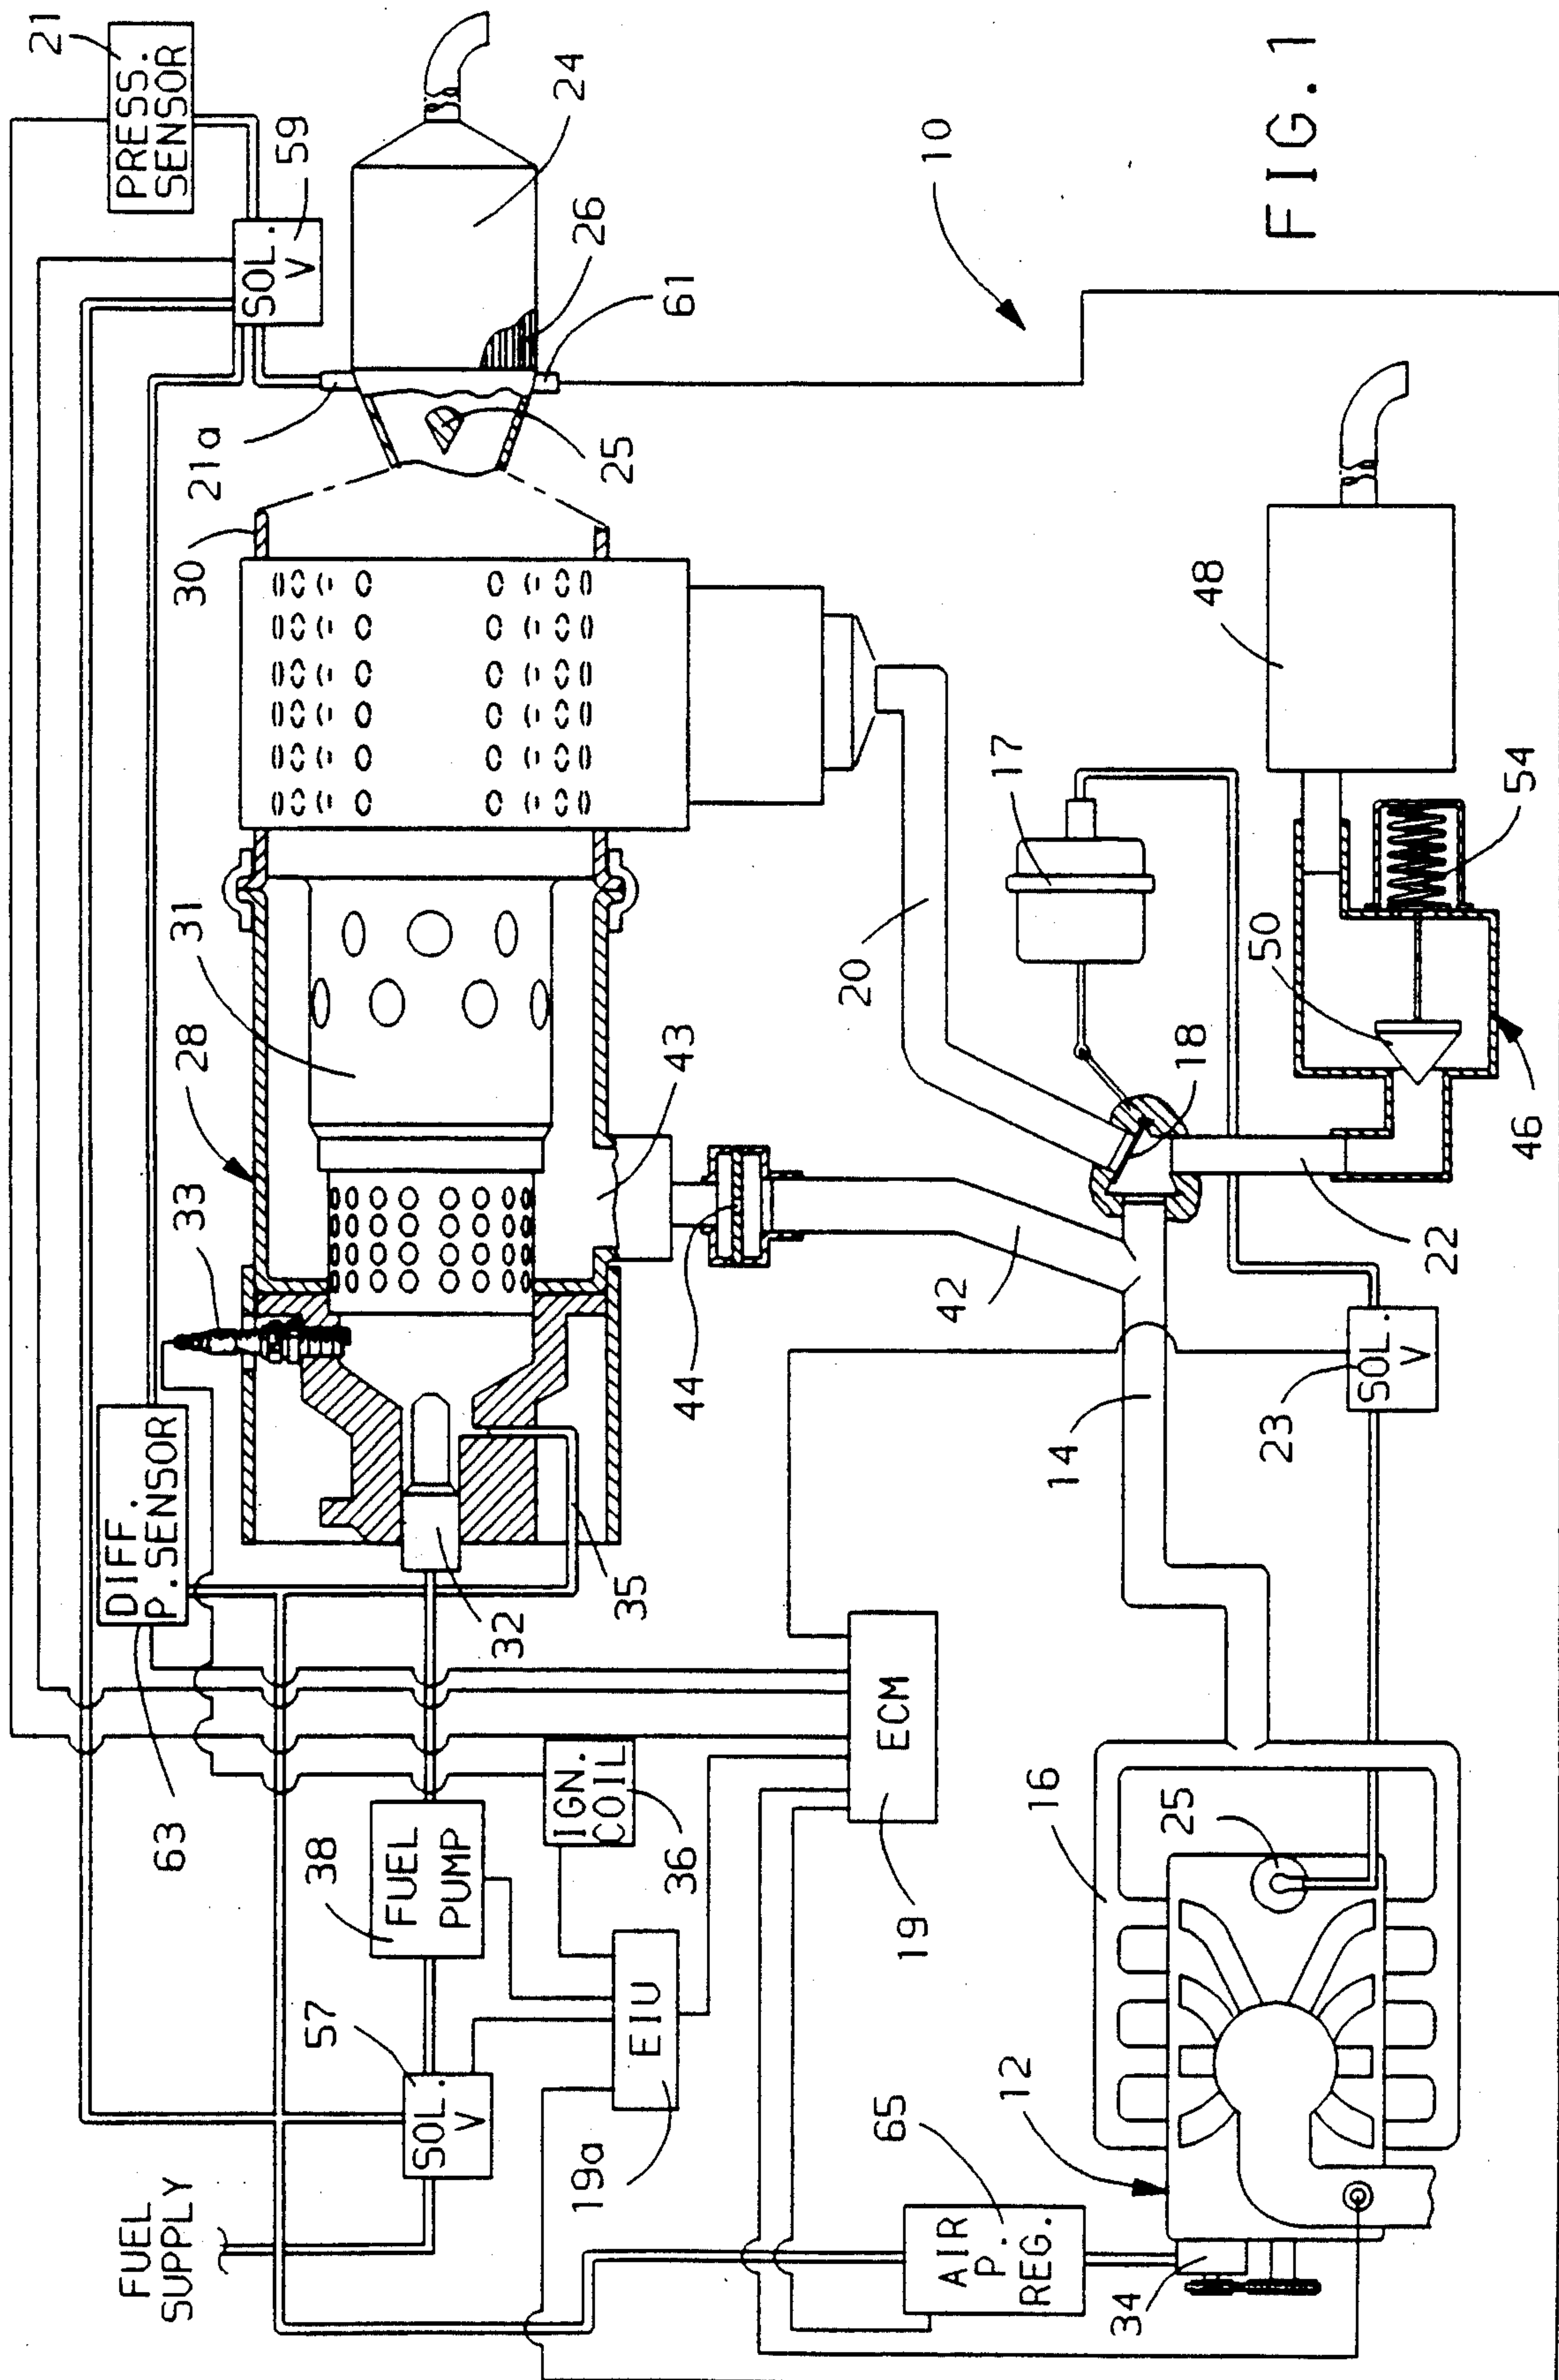 FIG. 1
21
PRESS.
SENSOR
SOL.
V
59
24
26
61
10
21a
25
30
31
28
33
43
44
42
20
17
18
48
54
50
46
22
SOL.
V
23
14
DIFF.
P. SENSOR
63
35
32
ECM
19
IGN.
COIL
36
FUEL
PUMP
38
EIU
19a
SOL.
V
57
FUEL
SUPPLY
AIR
P.
REG.
65
34
12
16
25